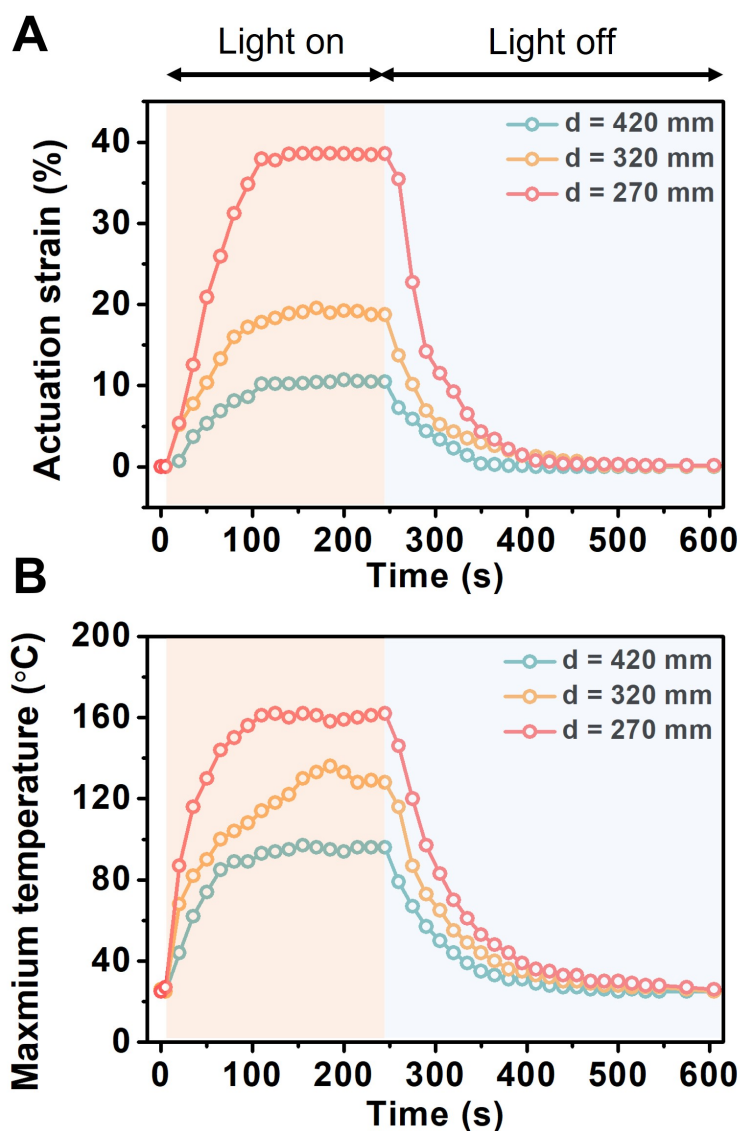 A
Light on
Light off
Actuation strain (%)
40
30
20
10
0
d = 420 mm
d = 320 mm
d = 270 mm
0 100 200 300 400 500 600
Time (s)
B
Maxmium temperature (°C)
200
160
120
80
40
0
d = 420 mm
d = 320 mm
d = 270 mm
0 100 200 300 400 500 600
Time (s)